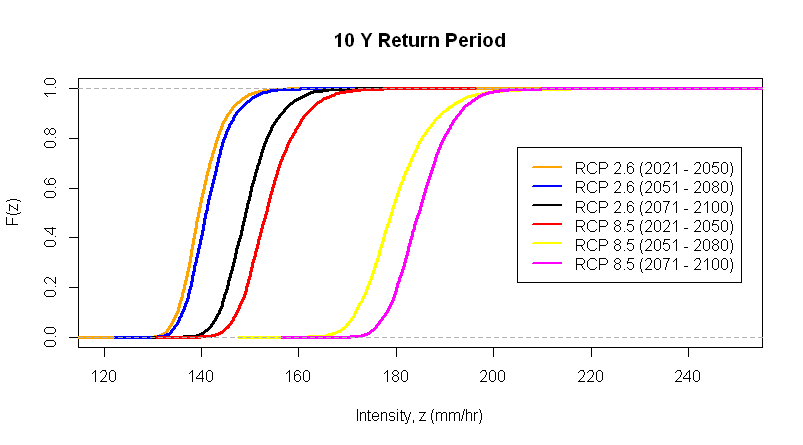 10 Y Return Period
F(z)
1.0
0.8
0.6
0.4
0.2
0.0
RCP 2.6 (2021 - 2050)
RCP 2.6 (2051 - 2080)
RCP 2.6 (2071 - 2100)
RCP 8.5 (2021 - 2050)
RCP 8.5 (2051 - 2080)
RCP 8.5 (2071 - 2100)
120 140 160 180 200 220 240
Intensity, z (mm/hr)